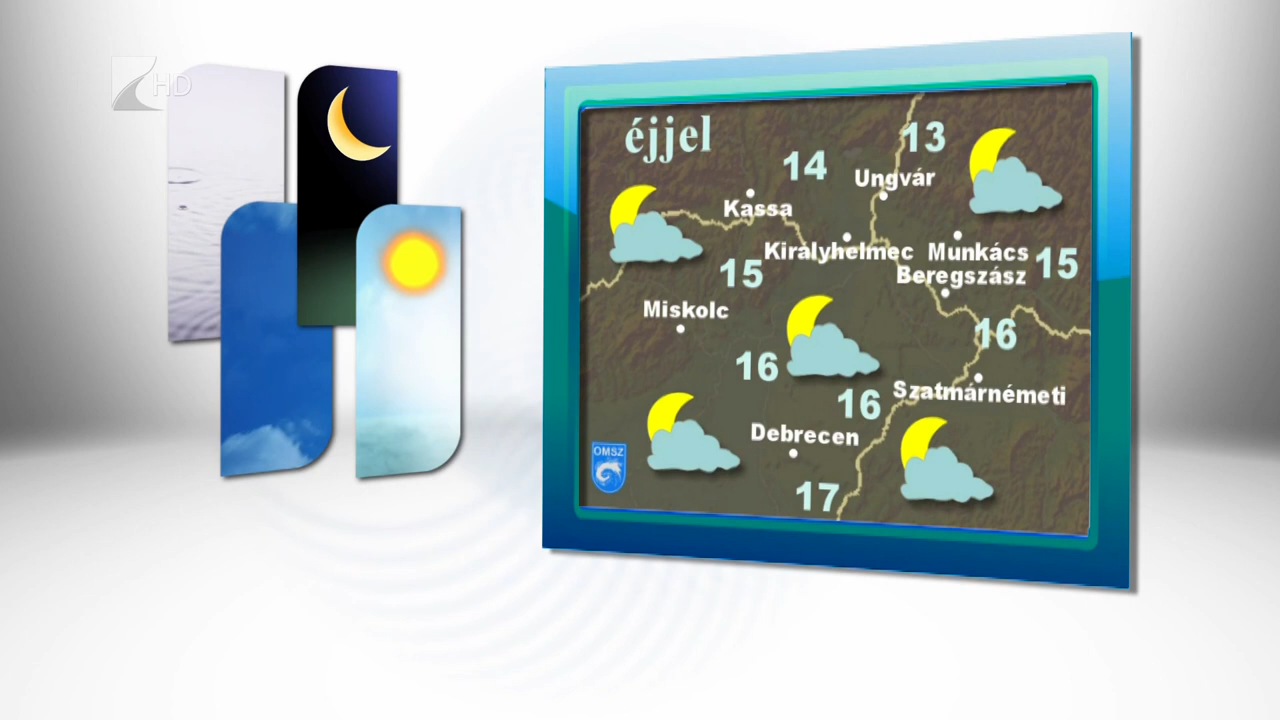 HD
éjjel
13
14
Ungvár
Kassa
Királyhelmec
Munkács
15
15
Beregszász
Miskolc
16
16
16
Szatmárnémeti
Debrecen
OMSZ
17